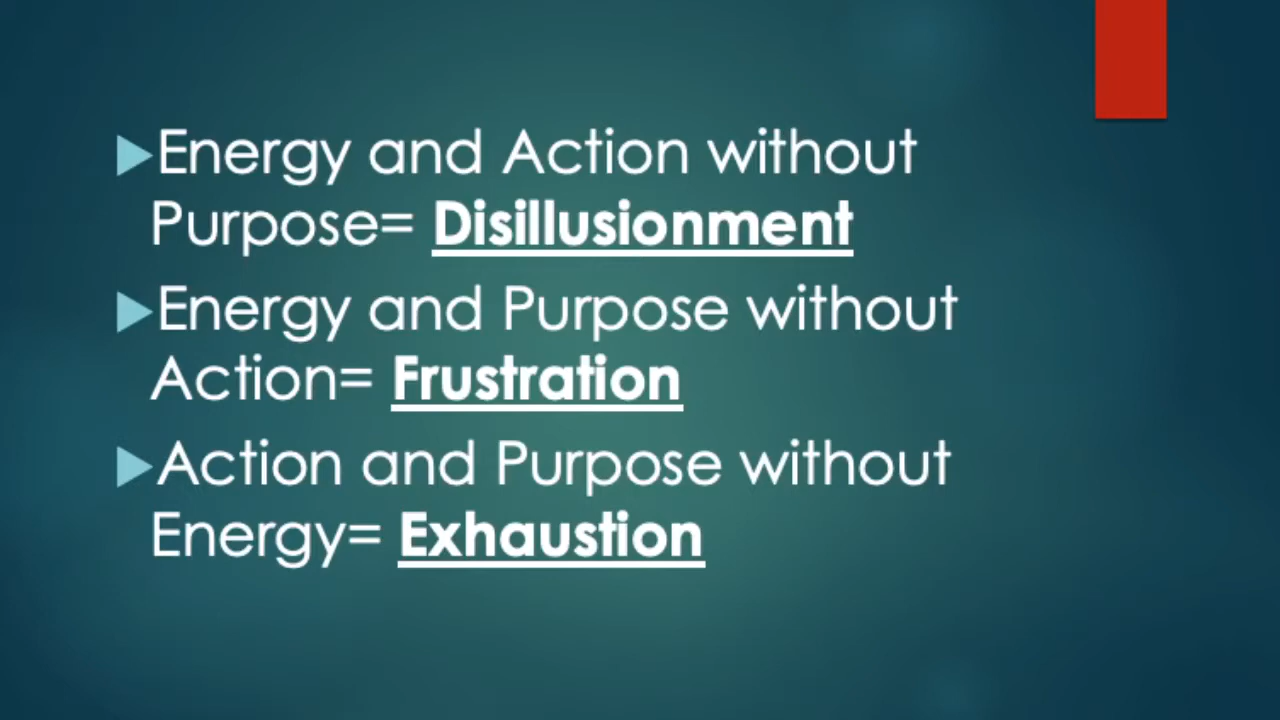 Energy and Action without
Purpose= Disillusionment
Energy and Purpose without
Action= Frustration
Action and Purpose without
Energy= Exhaustion